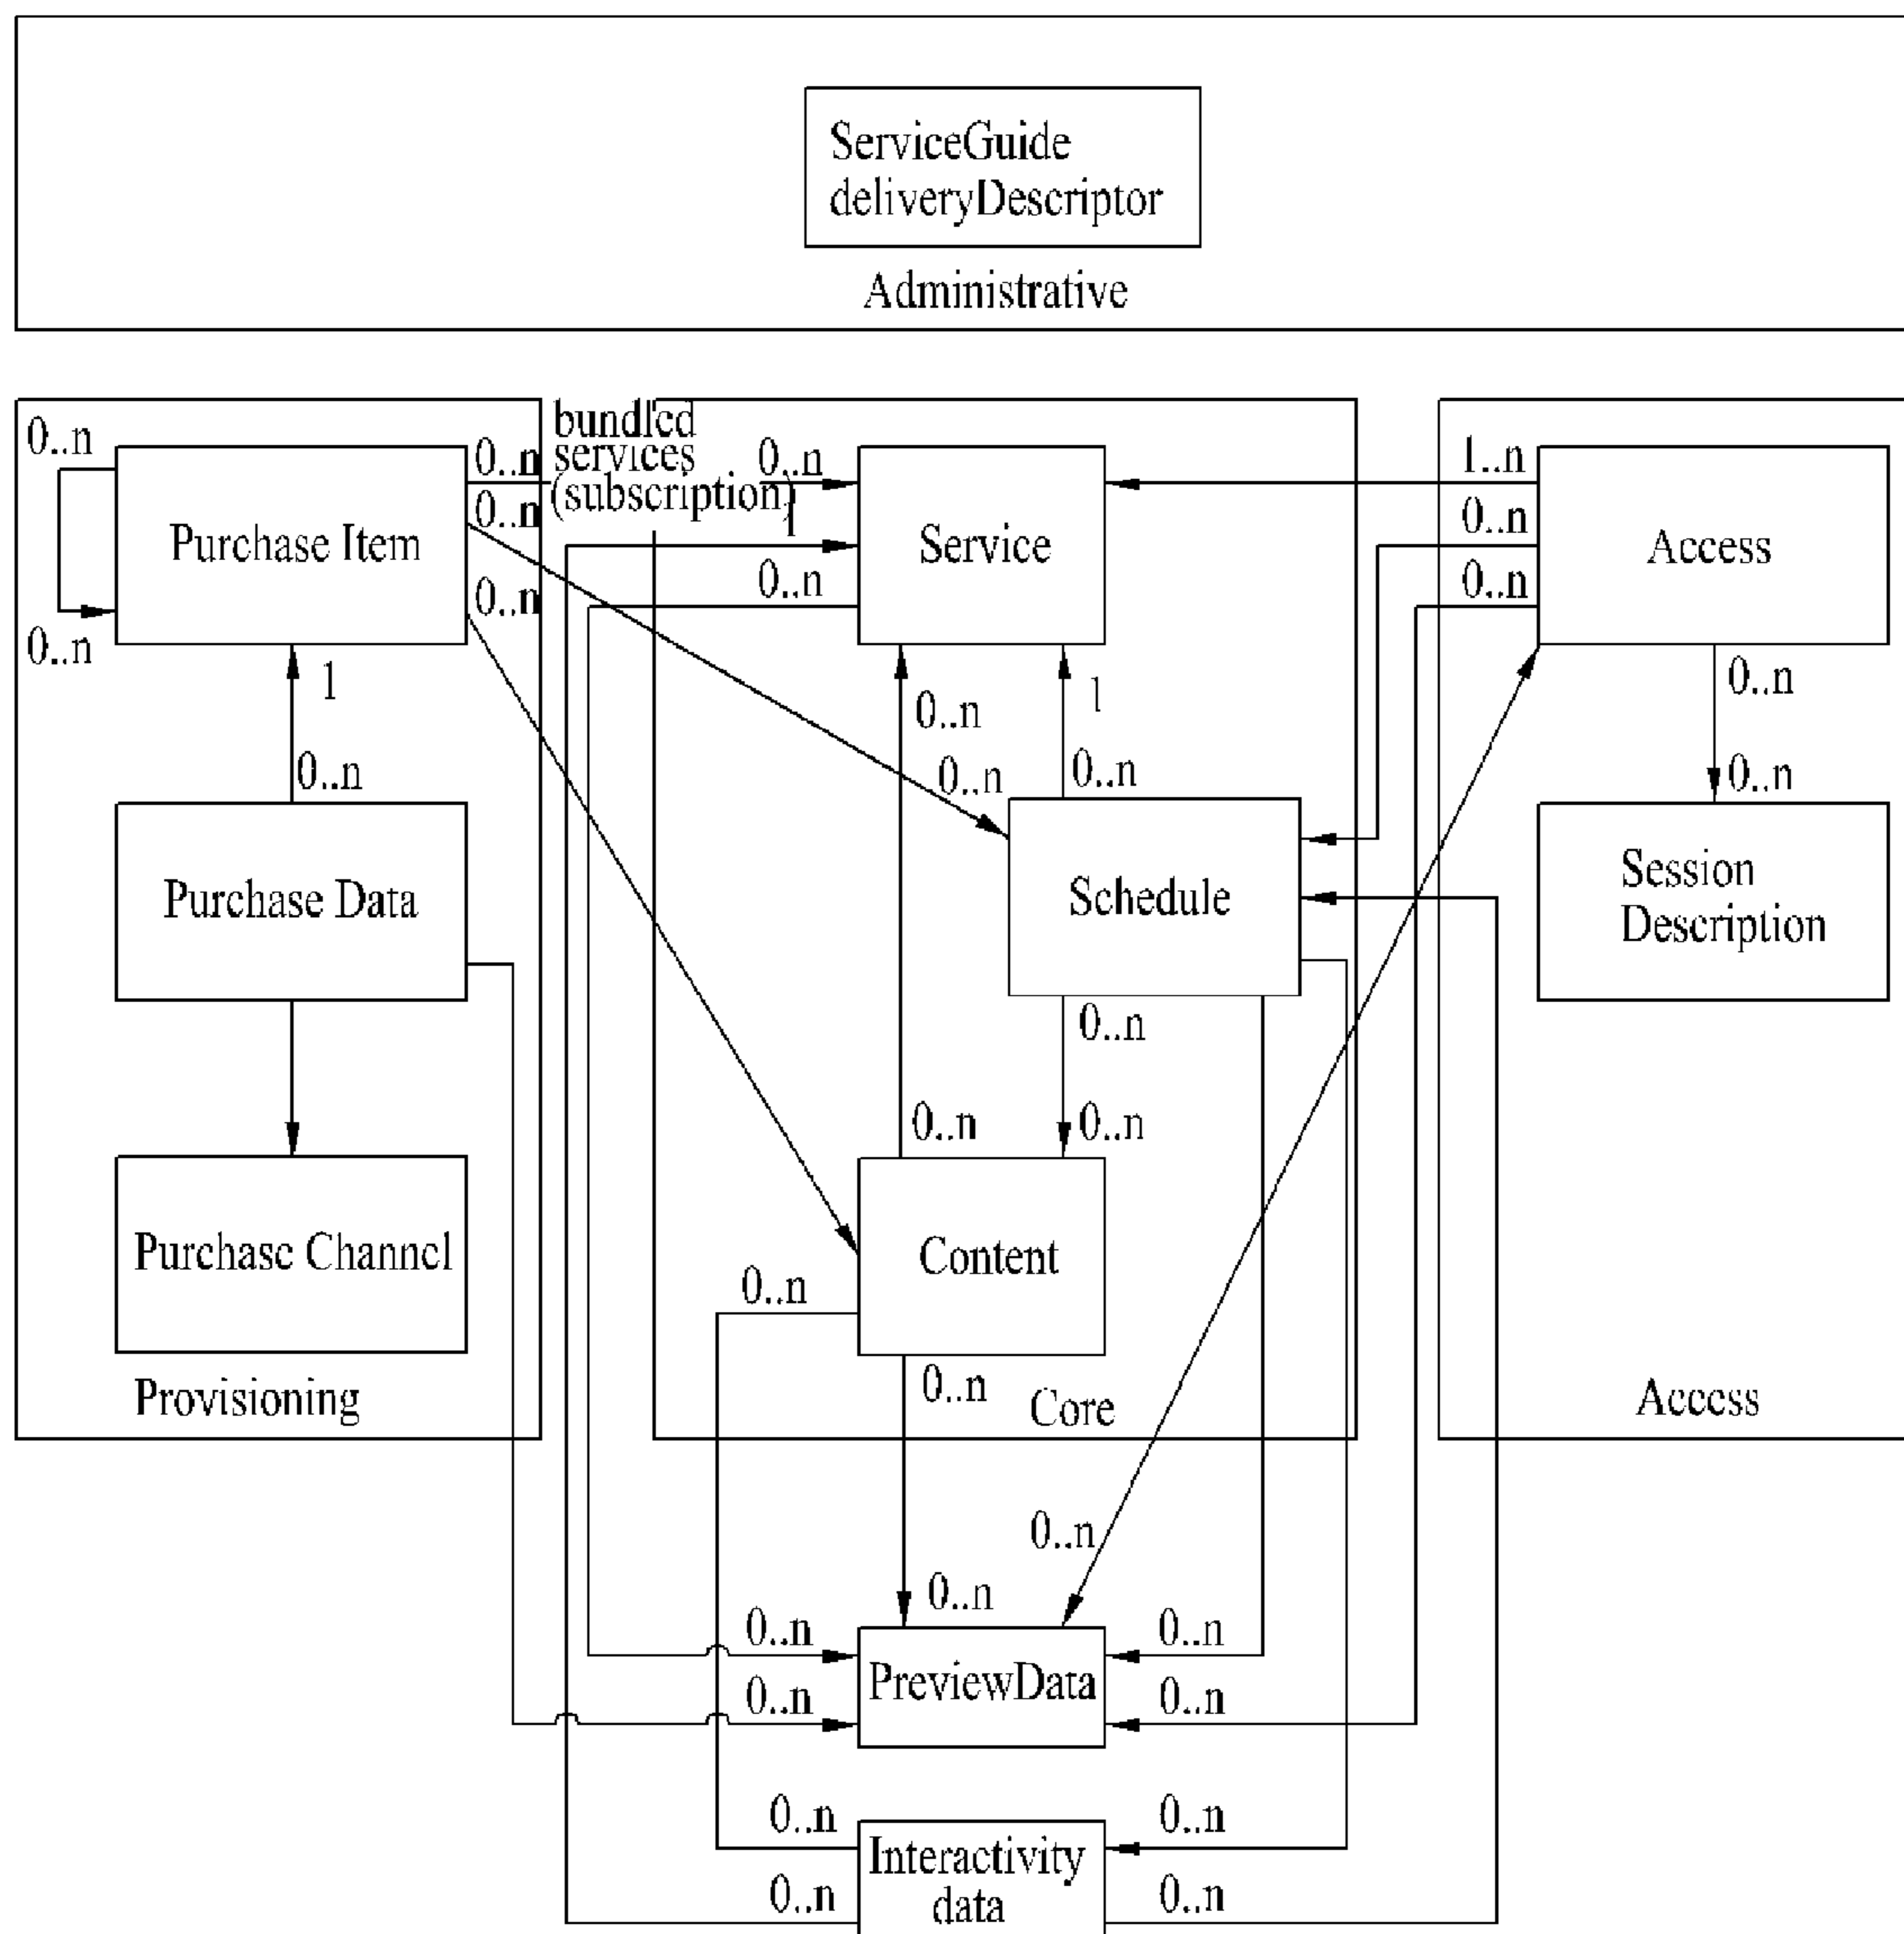 ServiceGuide
deliveryDescriptor
Administrative
0..n
0..n
bundled
services
(subscription)
0..n
1..n
0..n
1
0..n
Purchase Item
Service
Access
0..n
0..n
0..n
0..n
1
0..n
1
0..n
0..n
0..n
0..n
0..n
Purchase Data
Schedule
Session
Description
0..n
0..n
0..n
Purchase Channel
Content
0..n
0..n
Provisioning
Core
Access
0..n
0..n
0..n
0..n
PreviewData
0..n
0..n
0..n
0..n
Interactivity
data
0..n
0..n